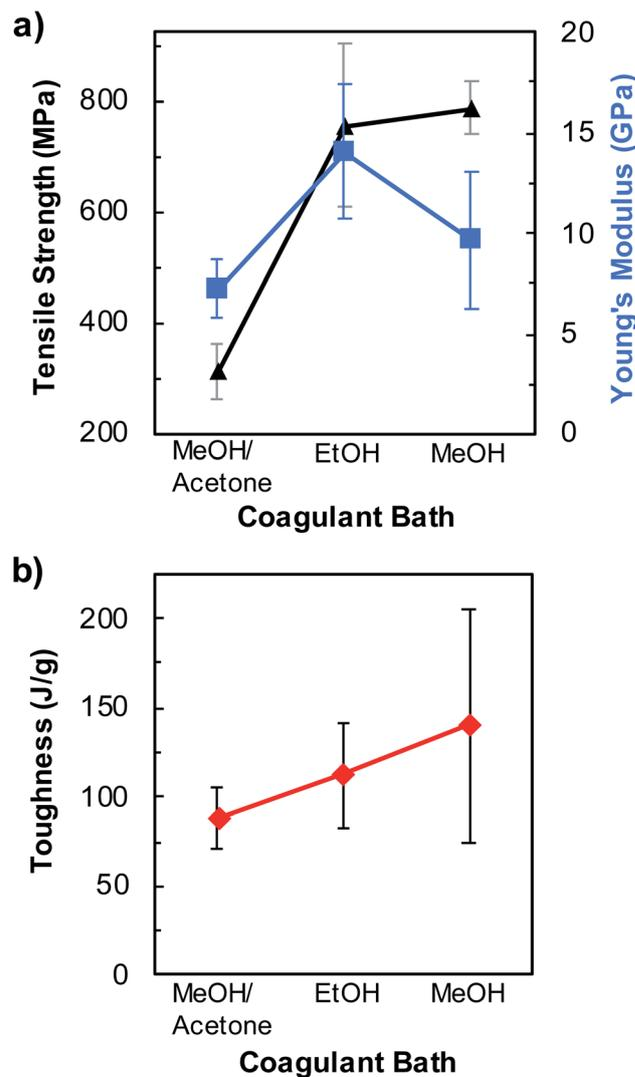 a)
Tensile Strength (MPa)
800
600
400
200
20
15
10
5
0
Young's Modulus (GPa)
MeOH/
Acetone
EtOH
MeOH
Coagulant Bath
b)
Toughness (J/g)
200
150
100
50
0
MeOH/
Acetone
EtOH
MeOH
Coagulant Bath